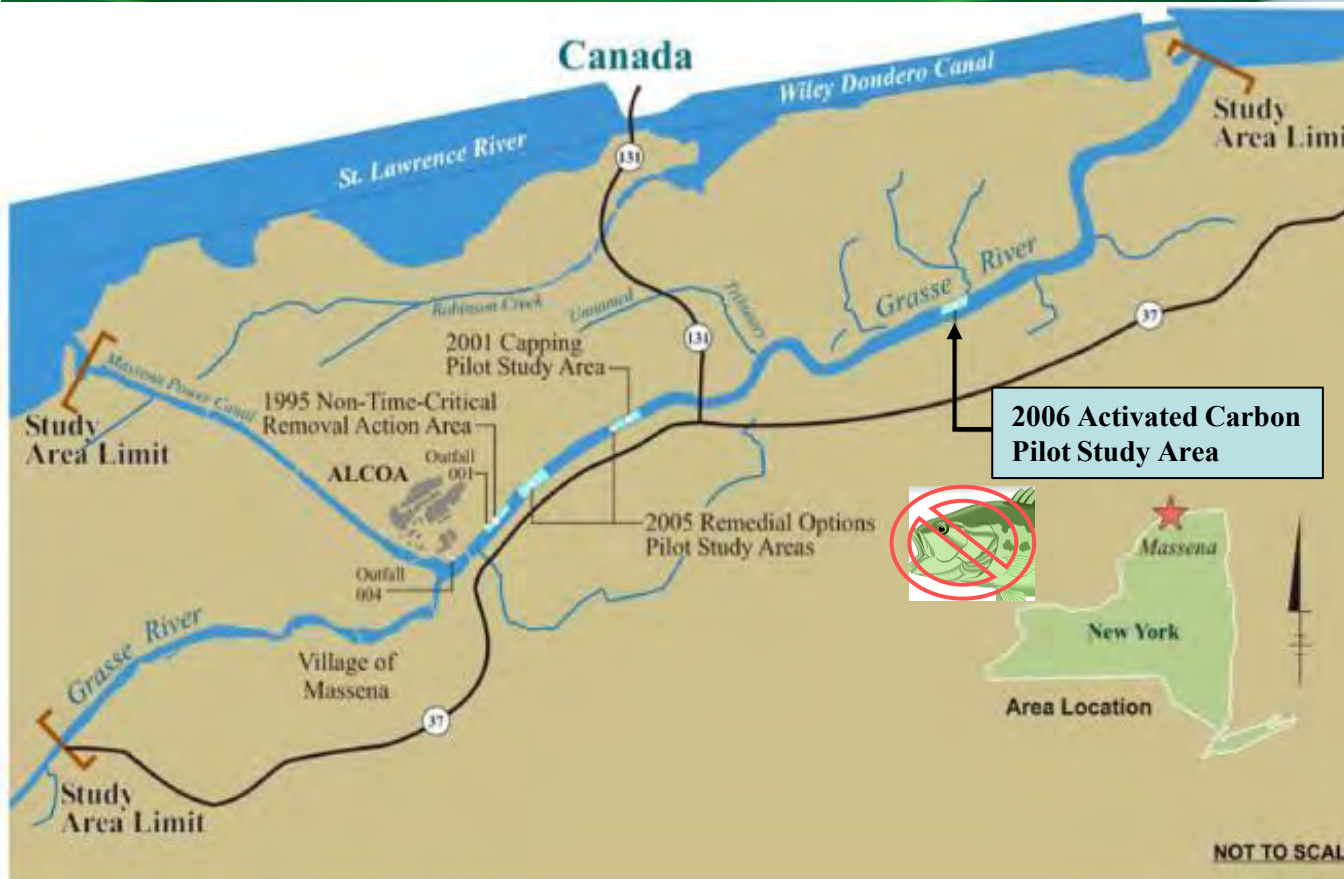 Canada
Wiley Dondero Canal
St. Lawrence River
Study
Area Limi
131
Grasse River
Robinson Creek
Unnamed Tributary
131
37
2001 Capping
Pilot Study Area
Massena Power Canal
1995 Non-Time-Critical
Removal Action Area
Study
Area Limit
ALCOA
Outfall
001
2006 Activated Carbon
Pilot Study Area
2005 Remedial Options
Pilot Study Areas
Outfall
004
Massena
New York
Area Location
Grasse River
Village of
Massena
37
Study
Area Limit
NOT TO SCAL